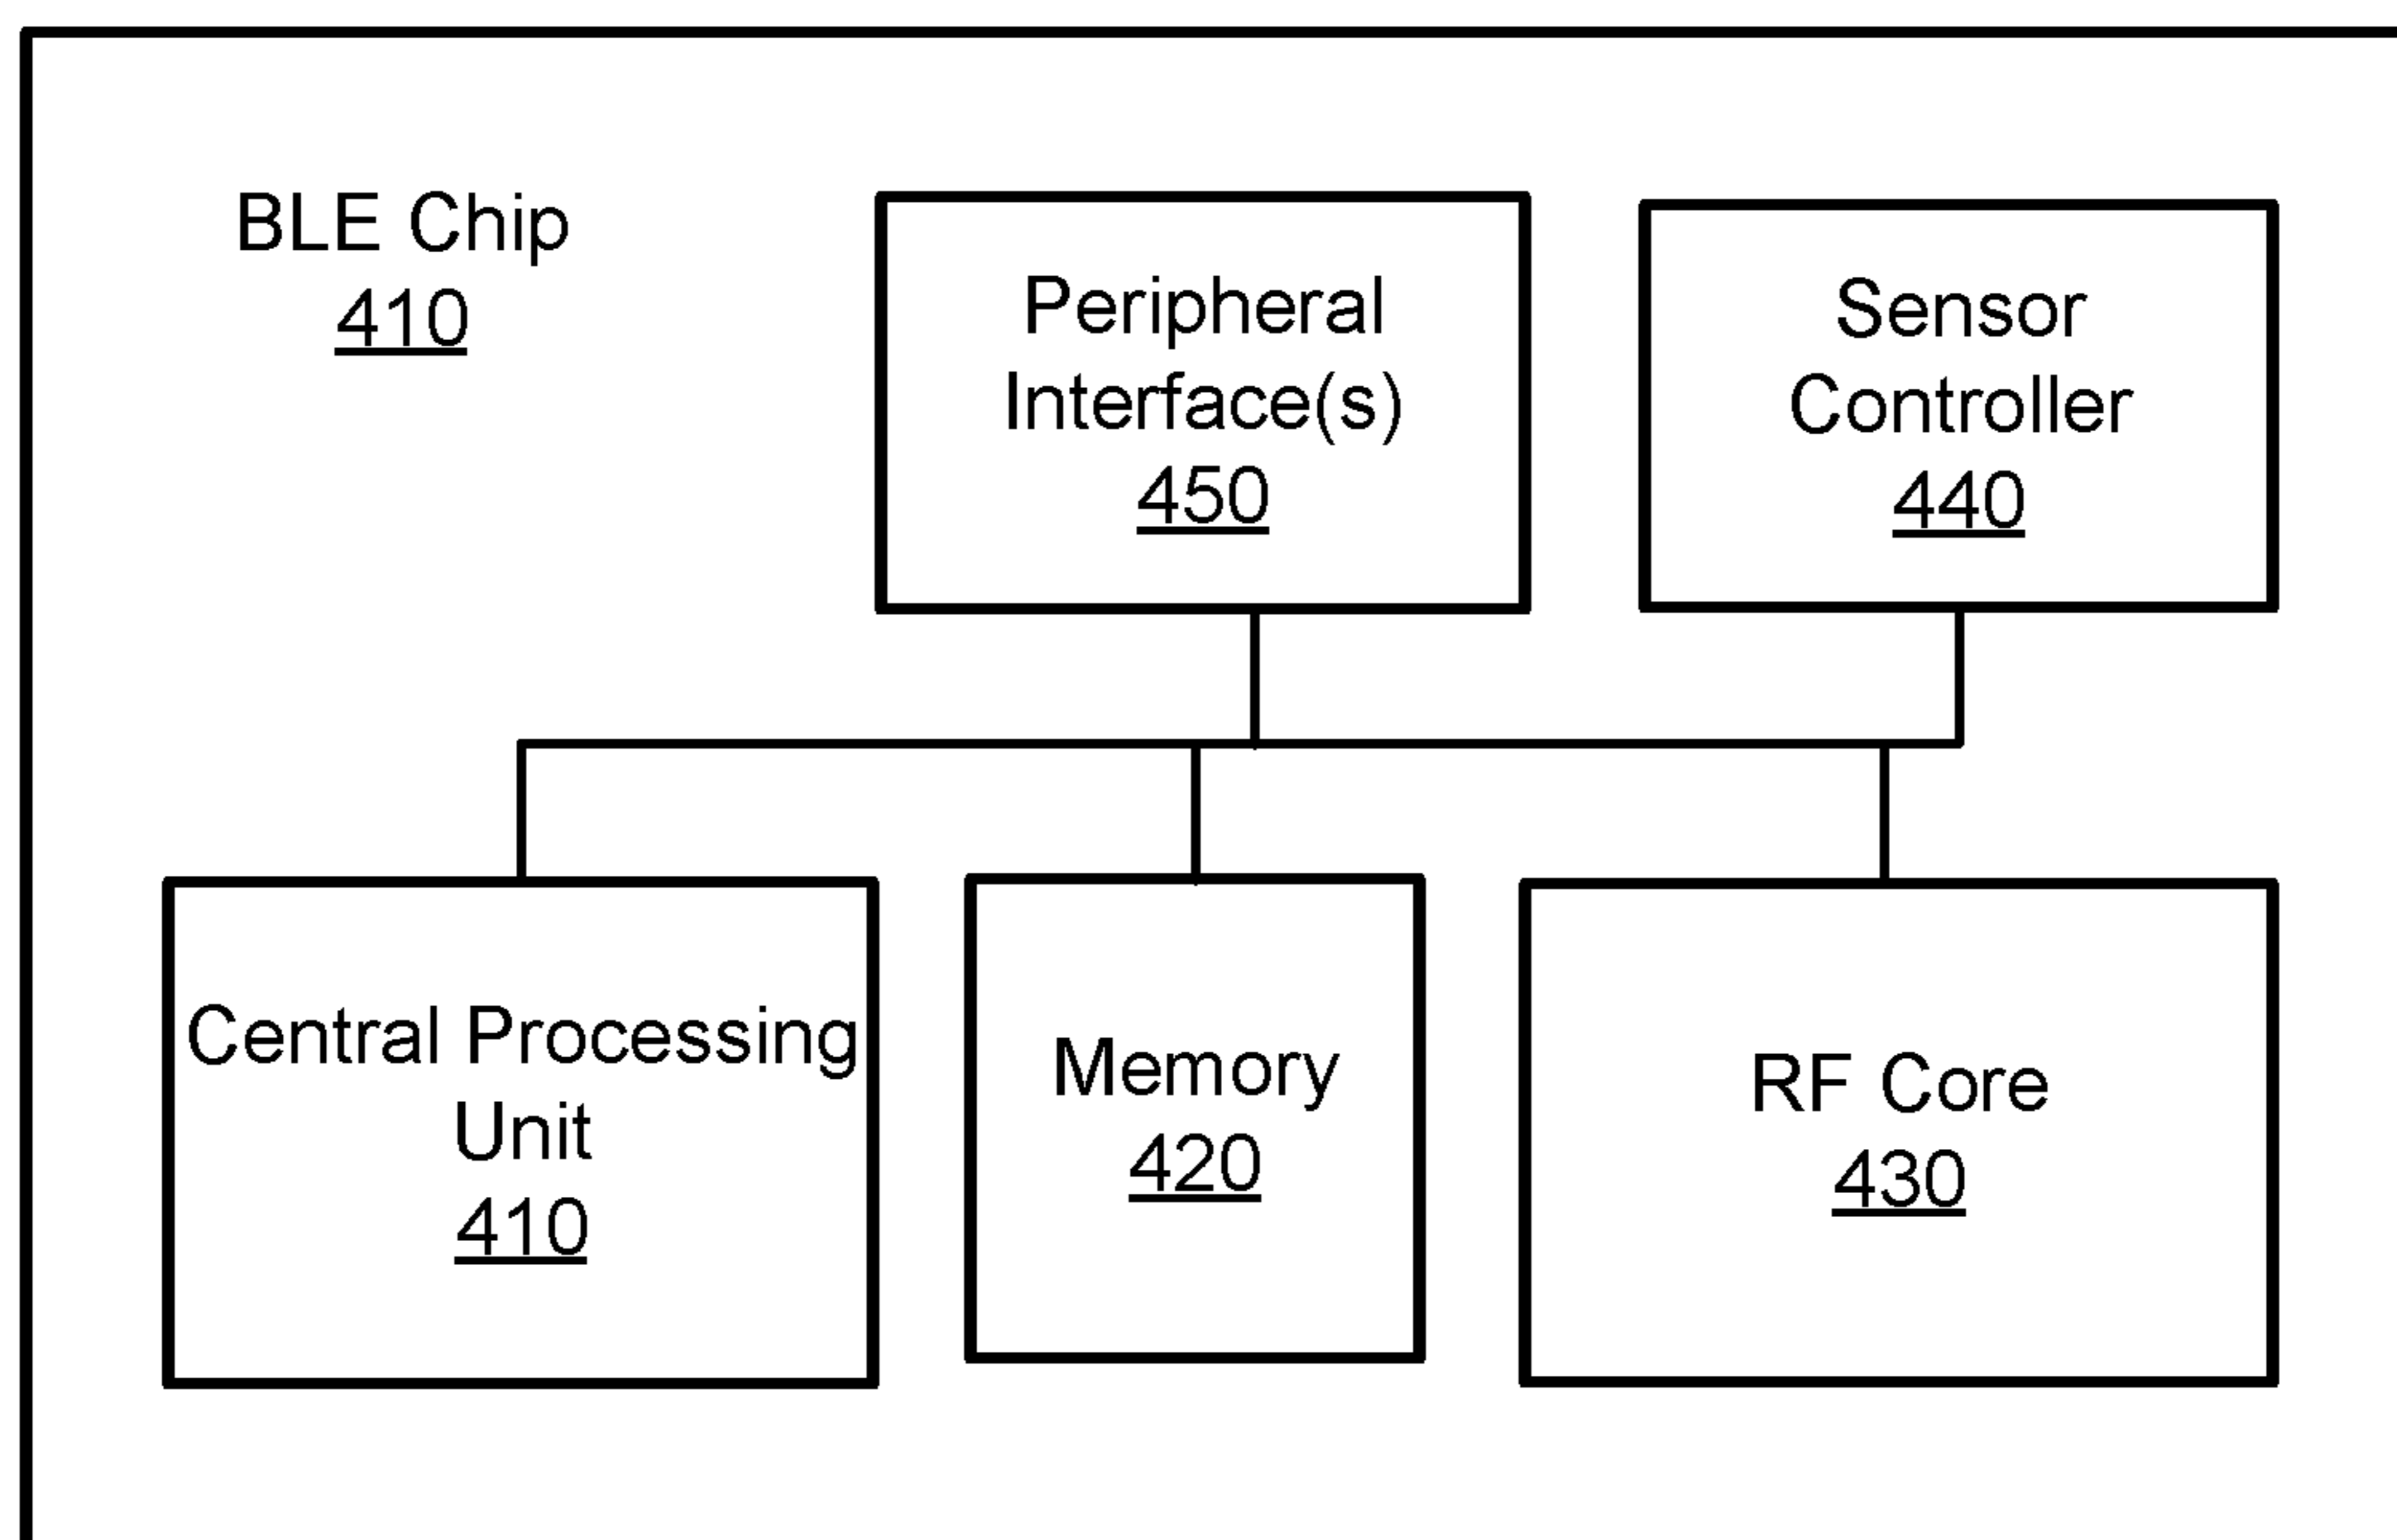 BLE Chip
410
Peripheral
Interface(s)
450
Sensor
Controller
440
Central Processing
Unit
410
Memory
420
RF Core
430